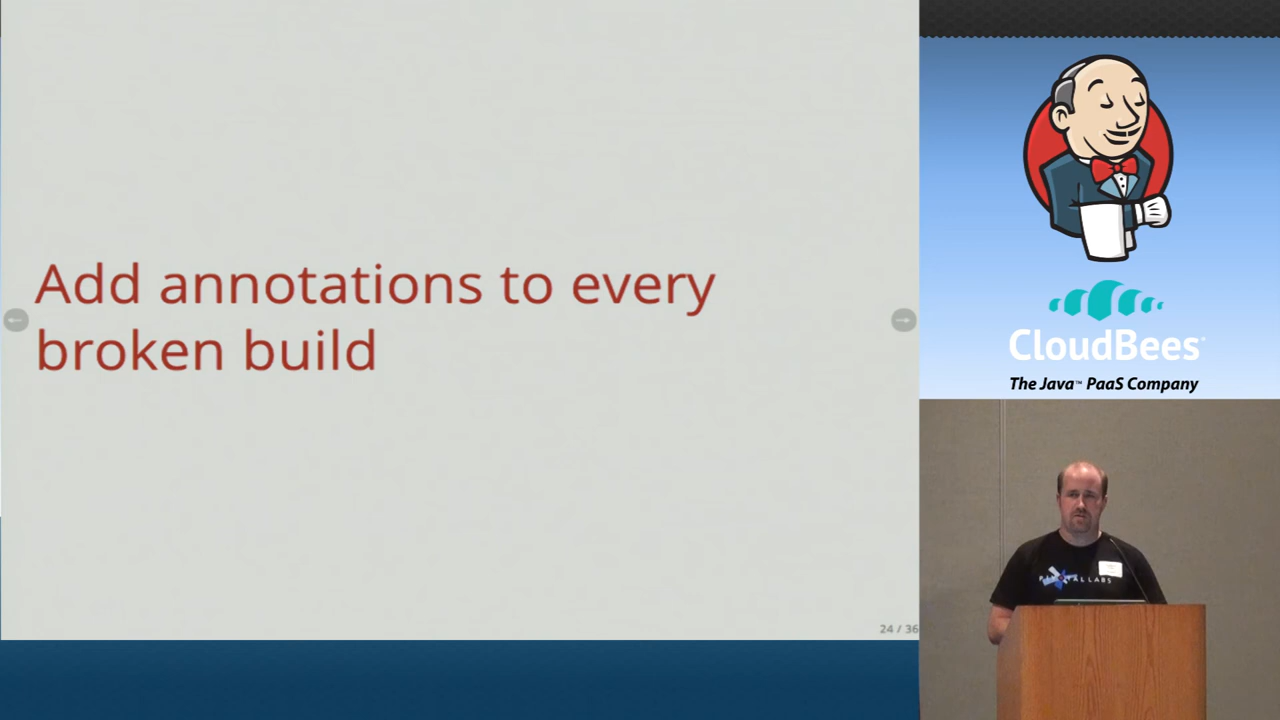 Add annotations to every
broken build
24 / 36
CloudBees
The Java™ PaaS Company